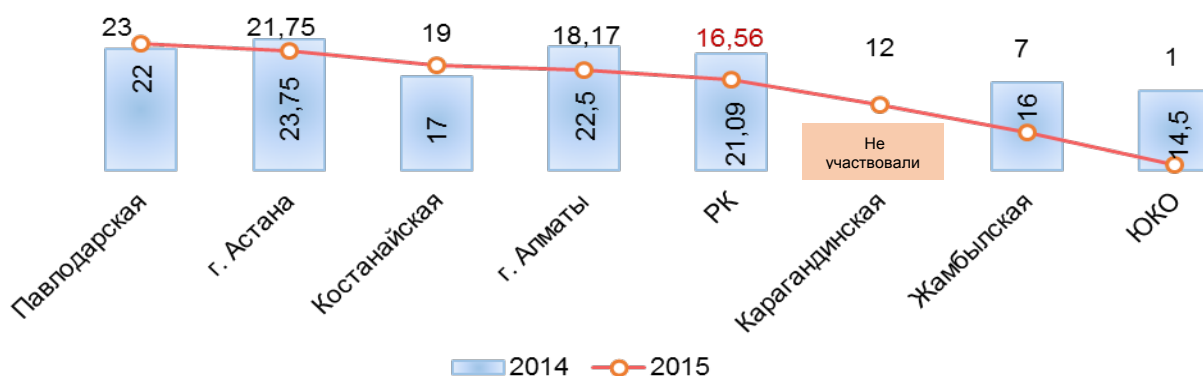 23
21,75
19
18,17
16,56
12
7
1
22
23,75
17
22,5
21,09
Не
участвовали
16
14,5
Павлодарская
г. Астана
Костанайская
г. Алматы
РК
Карагандинская
Жамбылская
ЮКО
2014
2015